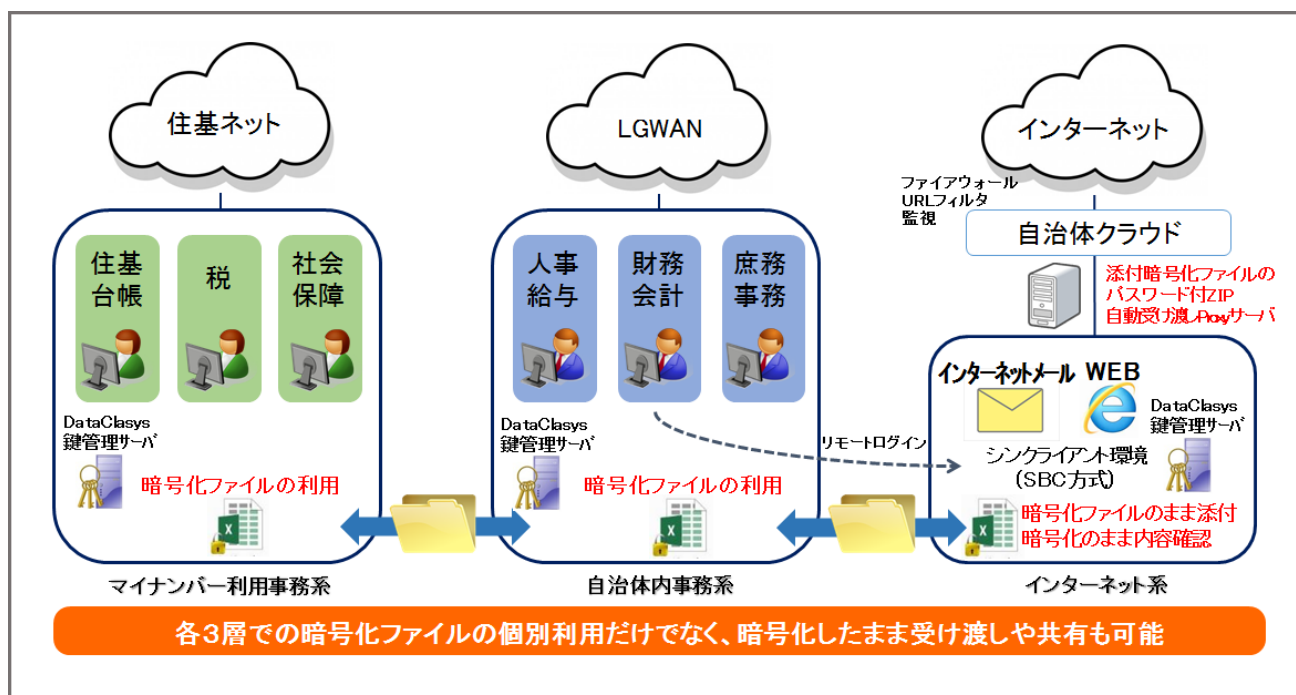 住基ネット
LGWAN
インターネット
ファイアウォール
URLフィルタ
監視
自治体クラウド
添付暗号化ファイルの
パスワード付ZIP
自動受け渡しProxyサーバ
住基
台帳
税
社会
保障
人事
給与
財務
会計
庶務
事務
インターネットメール WEB
DataClasys
鍵管理サーバ
DataClasys
鍵管理サーバ
DataClasys
鍵管理サーバ
リモートログイン
シンクライアント環境
(SBC方式)
暗号化ファイルの利用
暗号化ファイルの利用
暗号化ファイルのまま添付
暗号化のまま内容確認
マイナンバー利用事務系
自治体内事務系
インターネット系
各３層での暗号化ファイルの個別利用だけでなく、暗号化したまま受け渡しや共有も可能